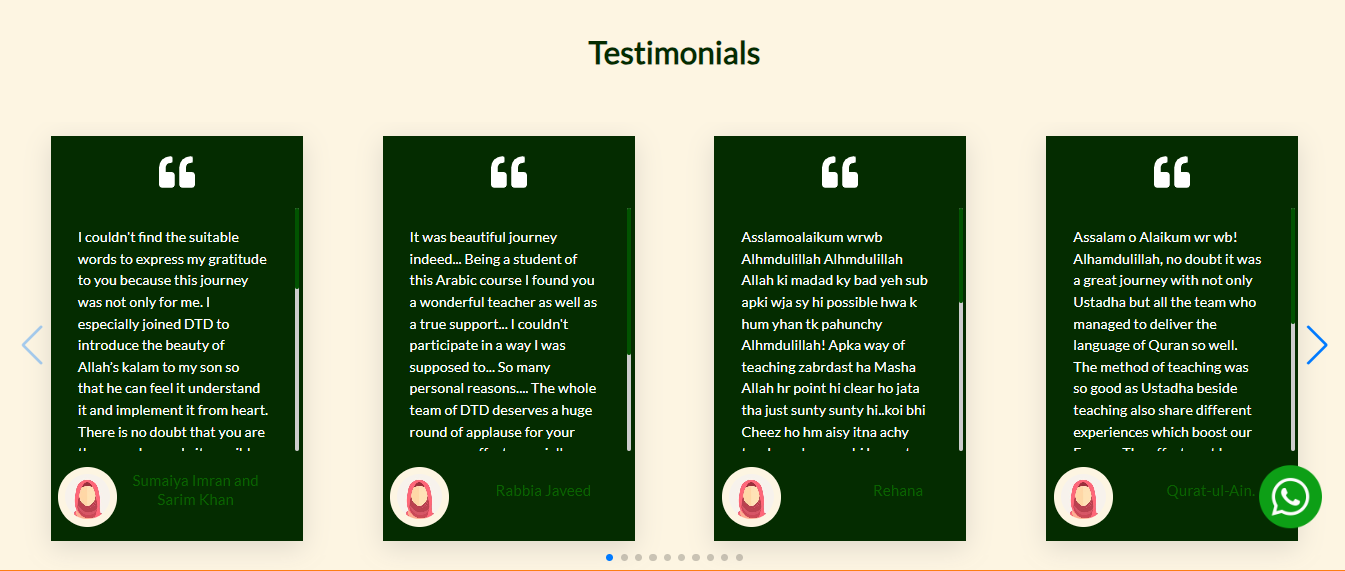 Testimonials
I couldn't find the suitable
words to express my gratitude
to you because this journey
was not only for me. I
especially joined DTD to
introduce the beauty of
Allah's kalam to my son so
that he can feel it understand
it and implement it from heart.
There is no doubt that you are
Sumaiya Imran and
Sarim Khan
It was beautiful journey
indeed... Being a student of
this Arabic course I found you
a wonderful teacher as well as
a true support... I couldn't
participate in a way I was
supposed to... So many
personal reasons.... The whole
team of DTD deserves a huge
round of applause for your
Rabbia Javeed
Asslamoalaikum wrwb
Alhmdulillah Alhmdulillah
Allah ki madad ky bad yeh sub
apki wja sy hi possible hwa k
hum yhan tk pahunchy
Alhmdulillah! Apka way of
teaching zabrdast ha Masha
Allah hr point hi clear ho jata
tha just sunty sunty hi..koi bhi
Cheez ho hm aisy itna achy
Rehana
Assalam o Alaikum wr wb!
Alhamdulillah, no doubt it was
a great journey with not only
Ustadha but all the team who
managed to deliver the
language of Quran so well.
The method of teaching was
so good as Ustadha beside
teaching also share different
experiences which boost our
Qurat-ul-Ain.